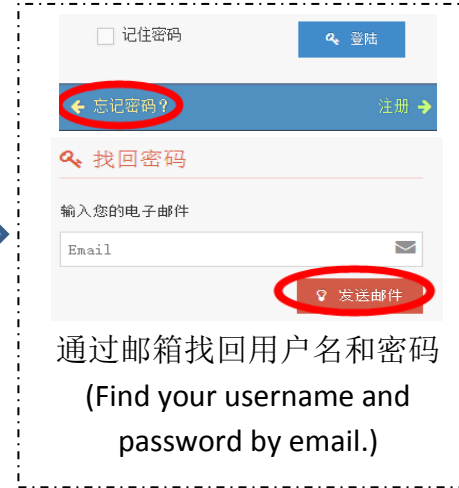 记住密码 登陆
忘记密码? 注册
找回密码
输入您的电子邮件
Email
发送邮件
通过邮箱找回用户名和密码
(Find your username and
password by email.)